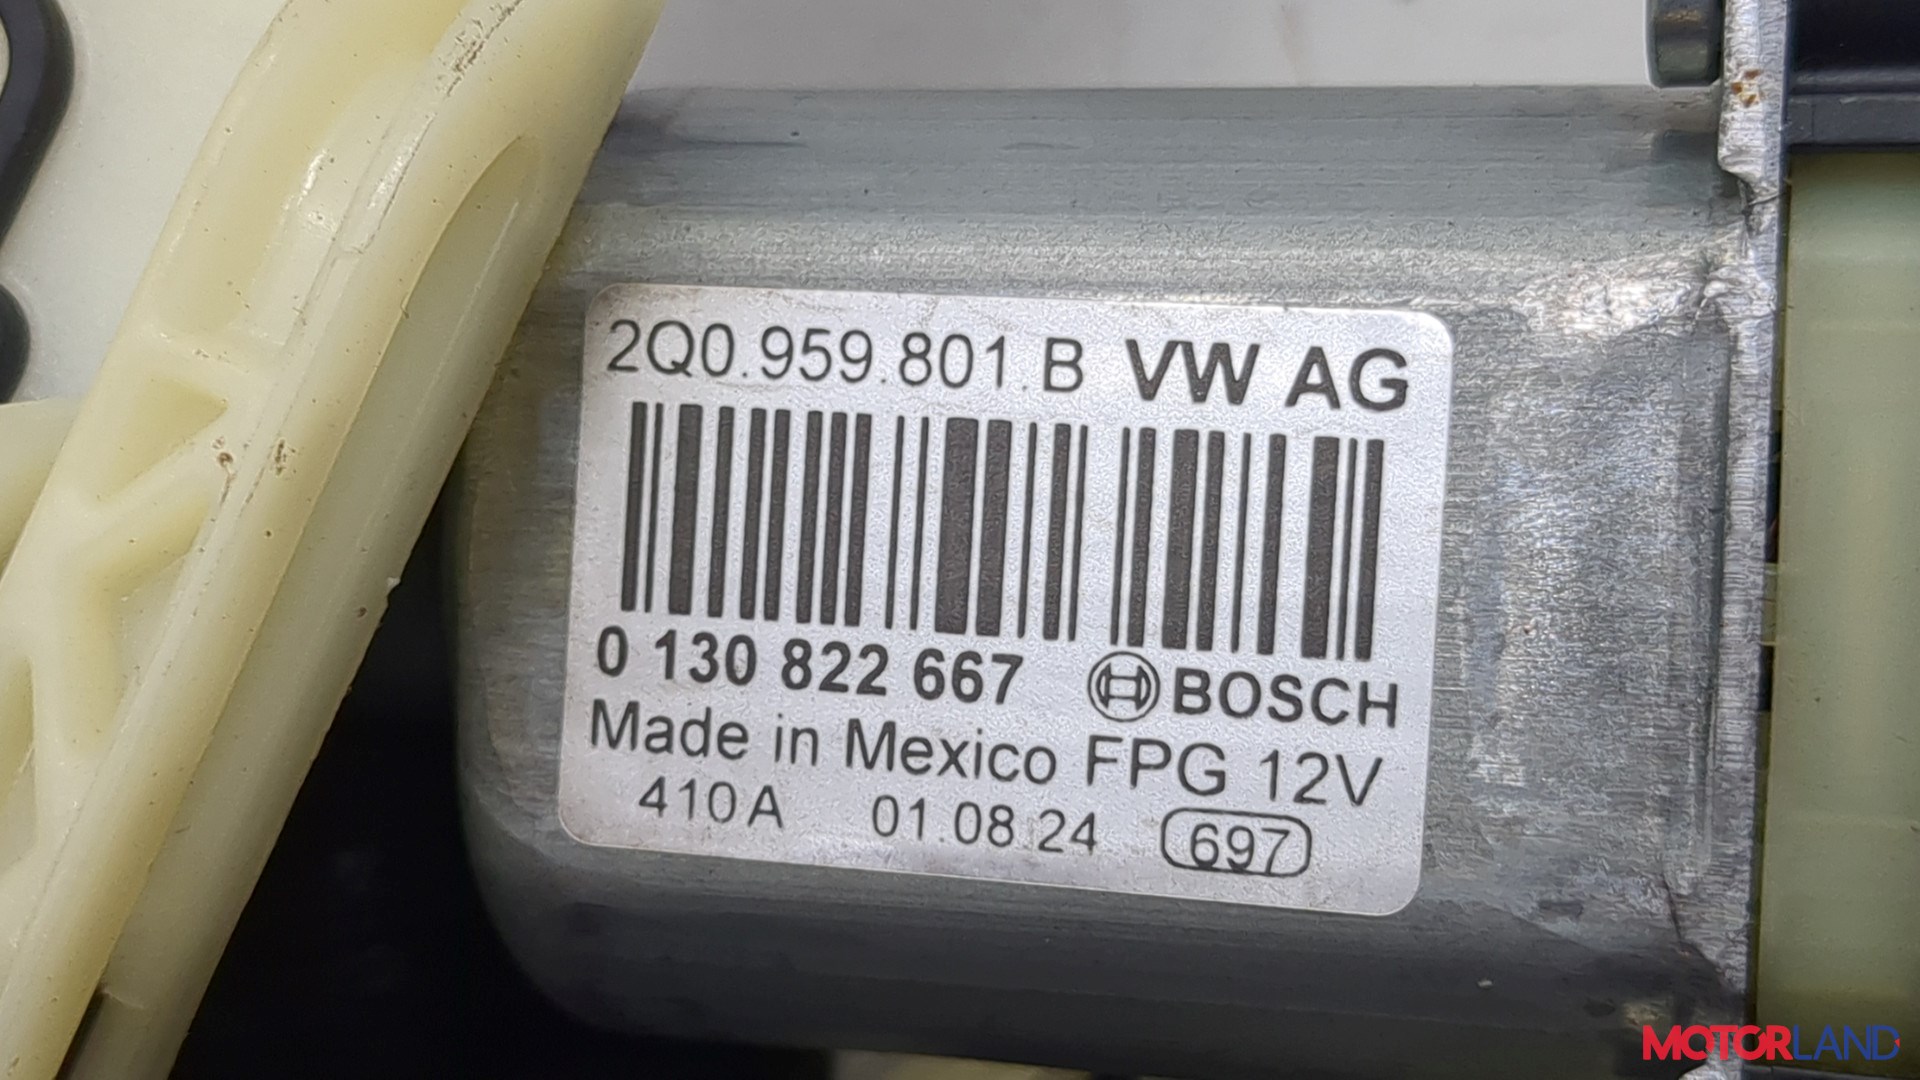 2Q0.959.801.B VW AG
0 130 822 667 BOSCH
Made in Mexico FPG 12V
410A 01.08.24 697
MOTORLAND